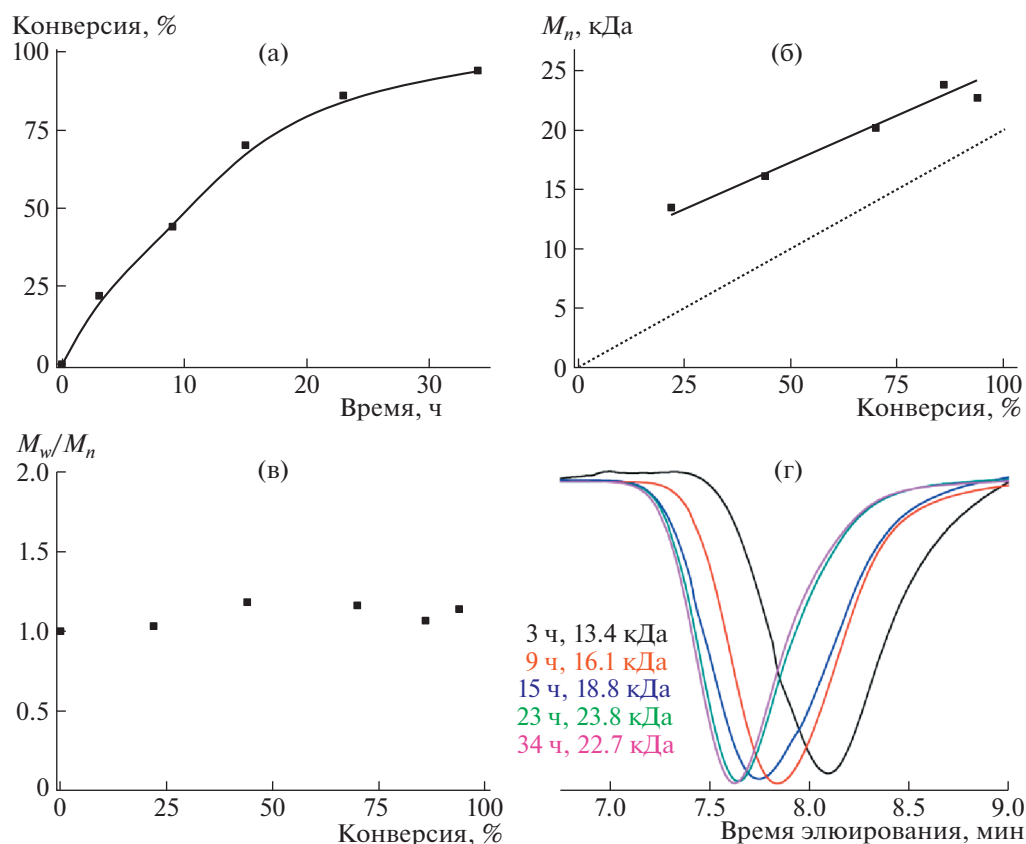 Конверсия, %
(а)
100
75
50
25
0
0 10 20 30
Время, ч
M_n, кДа
(б)
25
20
15
10
5
0
0 25 50 75 100
Конверсия, %
M_w/M_n
(в)
2.0
1.5
1.0
0.5
0
0 25 50 75 100
Конверсия, %
(г)
3 ч, 13.4 кДа
9 ч, 16.1 кДа
15 ч, 18.8 кДа
23 ч, 23.8 кДа
34 ч, 22.7 кДа
7.0 7.5 8.0 8.5 9.0
Время элюирования, мин